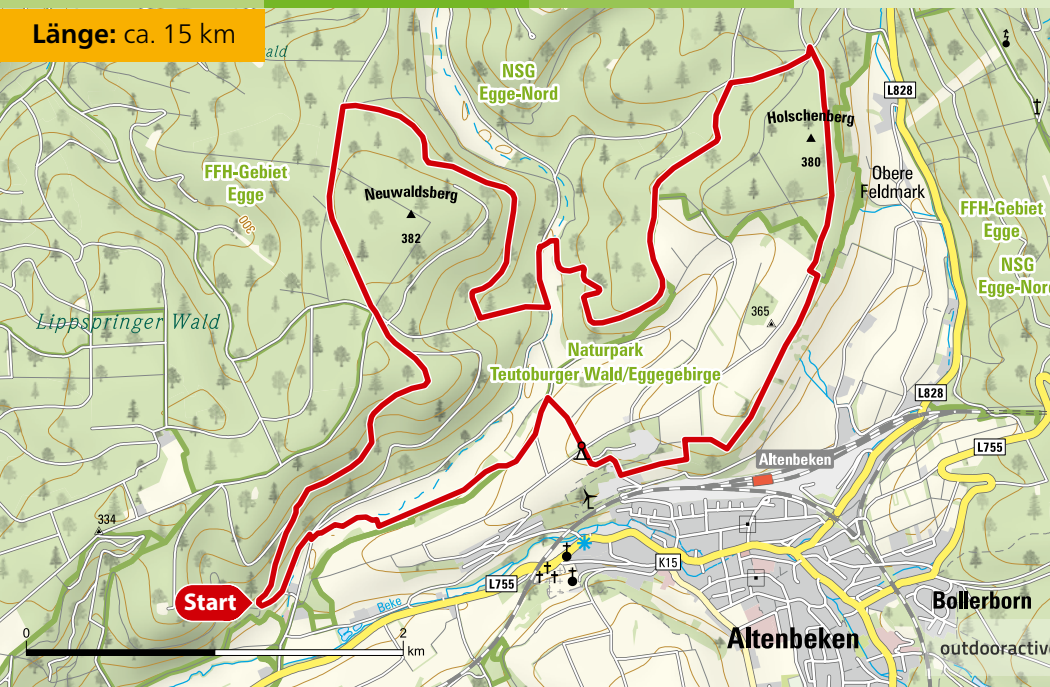 Länge: ca. 15 km
ald
NSG
Egge-Nord
L828
Holschenberg
380
Obere
Feldmark
FFH-Gebiet
Egge
Neuwaldsberg
382
300
FFH-Gebiet
Egge
NSG
Egge-Nord
Lippspringer Wald
365
Naturpark
Teutoburger Wald/Eggegebirge
L828
L755
Altenbeken
334
K15
L755
Start
Beke
Bollerborn
Altenbeken
0
2
km
outdooractive